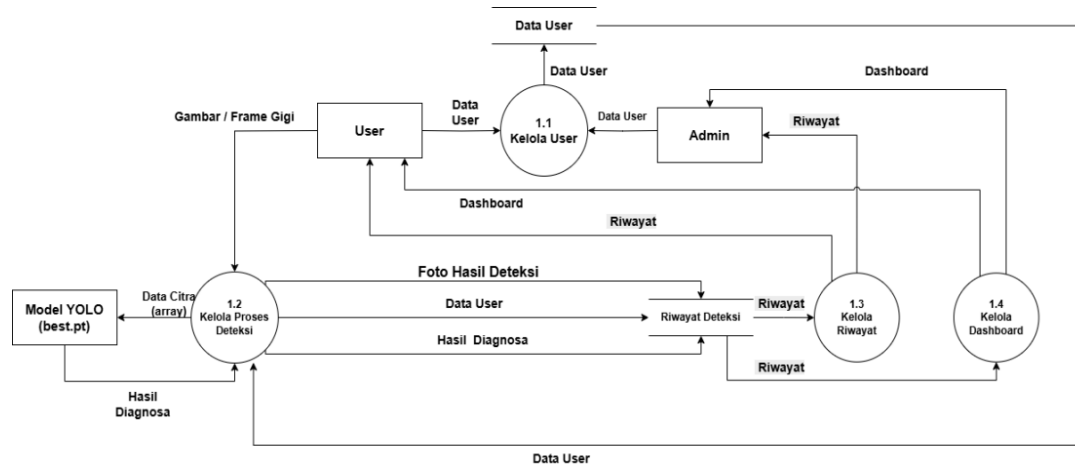 Data User
Data User
Dashboard
Gambar / Frame Gigi
User
Data
User
1.1
Kelola User
Data User
Admin
Riwayat
Dashboard
Riwayat
Foto Hasil Deteksi
Model YOLO
(best.pt)
Data Citra
(array)
1.2
Kelola Proses
Deteksi
Data User
Riwayat Deteksi
Riwayat
1.3
Kelola
Riwayat
1.4
Kelola
Dashboard
Hasil Diagnosa
Riwayat
Hasil
Diagnosa
Data User